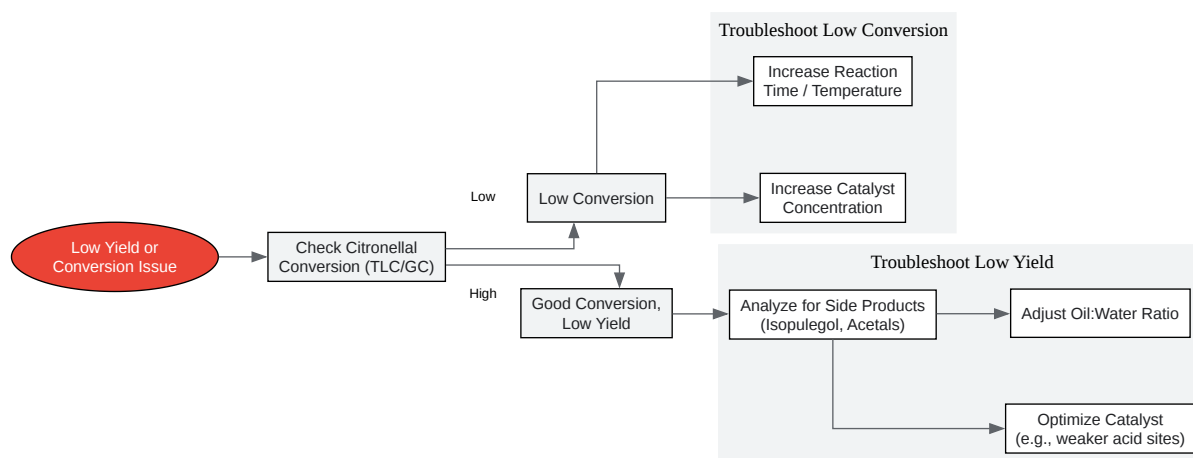 Troubleshoot Low Conversion
Increase Reaction
Time / Temperature
Low
Low Conversion
Increase Catalyst
Concentration
Low Yield or
Conversion Issue
Check Citronellal
Conversion (TLC/GC)
High
Good Conversion,
Low Yield
Troubleshoot Low Yield
Analyze for Side Products
(Isopulegol, Acetals)
Adjust Oil:Water Ratio
Optimize Catalyst
(e.g., weaker acid sites)